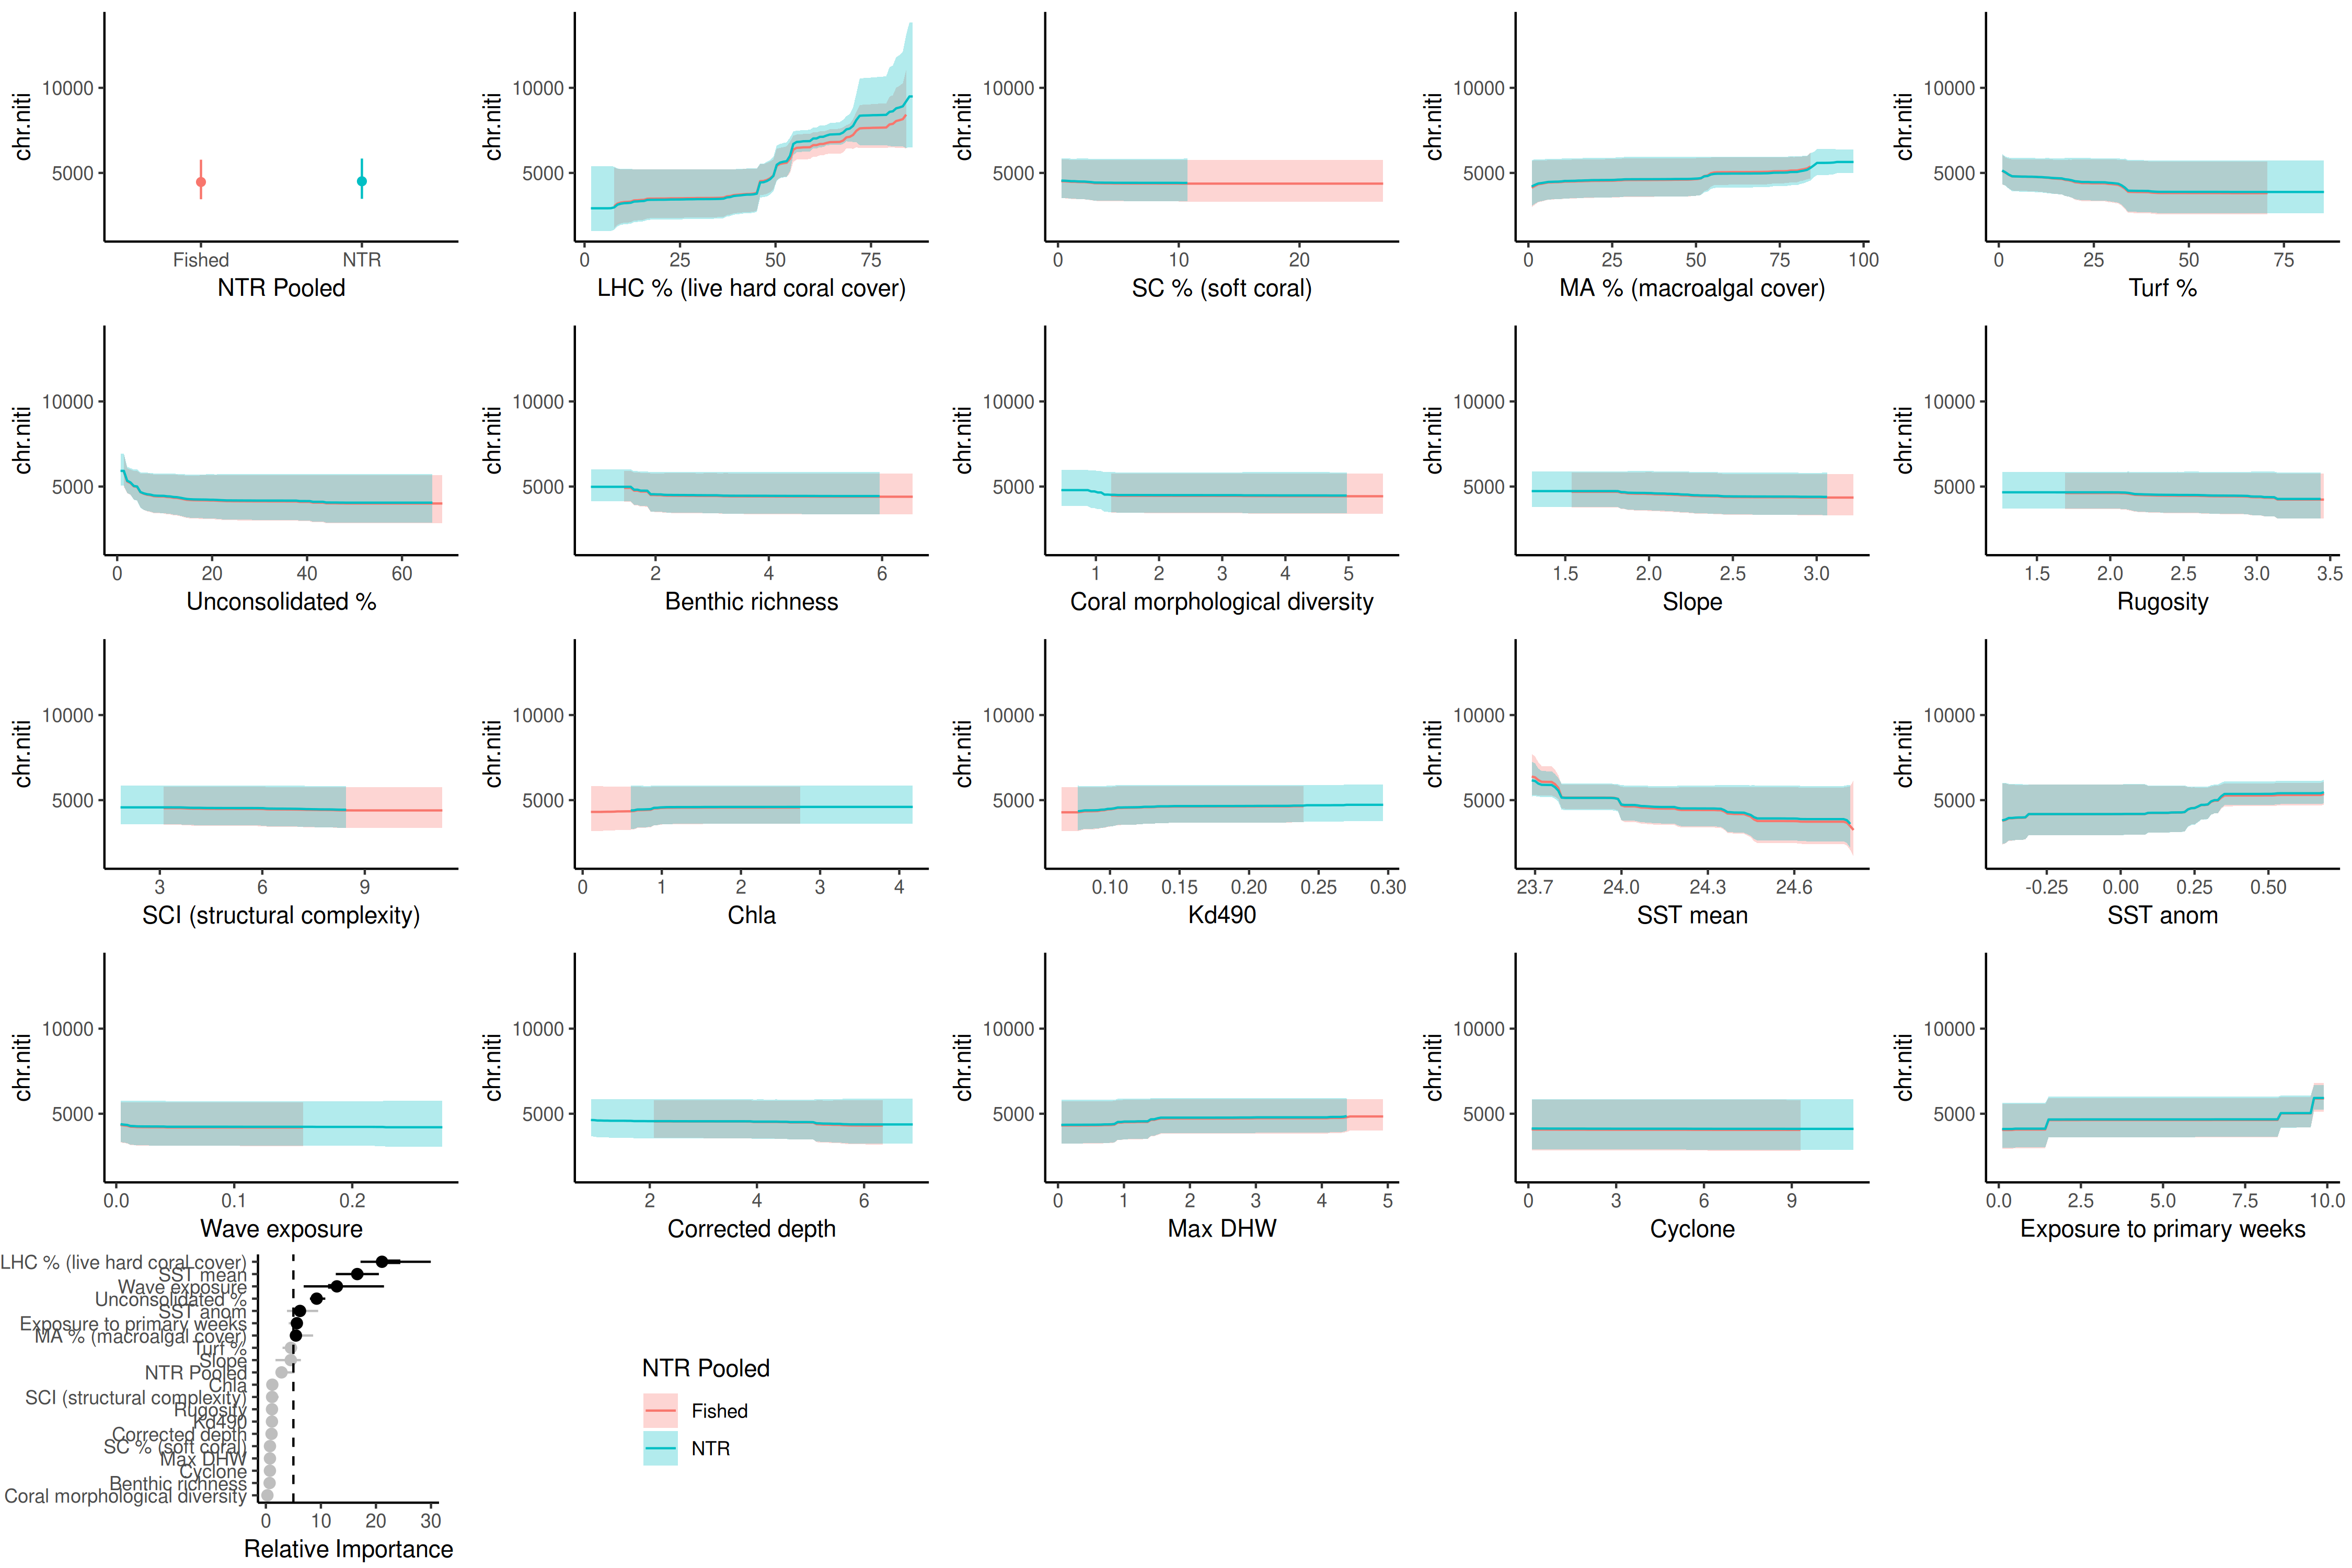 chr.niti
10000
5000
Fished NTR
NTR Pooled
chr.niti
10000
5000
0 25 50 75
LHC % (live hard coral cover)
chr.niti
10000
5000
0 10 20
SC % (soft coral)
chr.niti
10000
5000
0 25 50 75 100
MA % (macroalgal cover)
chr.niti
10000
5000
0 25 50 75
Turf %
chr.niti
10000
5000
0 20 40 60
Unconsolidated %
chr.niti
10000
5000
2 4 6
Benthic richness
chr.niti
10000
5000
1 2 3 4 5
Coral morphological diversity
chr.niti
10000
5000
1.5 2.0 2.5 3.0
Slope
chr.niti
10000
5000
1.5 2.0 2.5 3.0 3.5
Rugosity
chr.niti
10000
5000
3 6 9
SCI (structural complexity)
chr.niti
10000
5000
0 1 2 3 4
Chla
chr.niti
10000
5000
0.10 0.15 0.20 0.25 0.30
Kd490
chr.niti
10000
5000
23.7 24.0 24.3 24.6
SST mean
chr.niti
10000
5000
-0.25 0.00 0.25 0.50
SST anom
chr.niti
10000
5000
0.0 0.1 0.2
Wave exposure
chr.niti
10000
5000
2 4 6
Corrected depth
chr.niti
10000
5000
0 1 2 3 4 5
Max DHW
chr.niti
10000
5000
0 3 6 9
Cyclone
chr.niti
10000
5000
0.0 2.5 5.0 7.5 10.0
Exposure to primary weeks
LHC % (live hard coral cover)
SST mean
Wave exposure
Unconsolidated %
SST anom
Exposure to primary weeks
MA % (macroalgal cover)
Turf %
Slope
NTR Pooled
Chla
SCI (structural complexity)
Rugosity
Kd490
Corrected depth
SC % (soft coral)
Max DHW
Cyclone
Benthic richness
Coral morphological diversity
0 10 20 30
Relative Importance
NTR Pooled
Fished
NTR